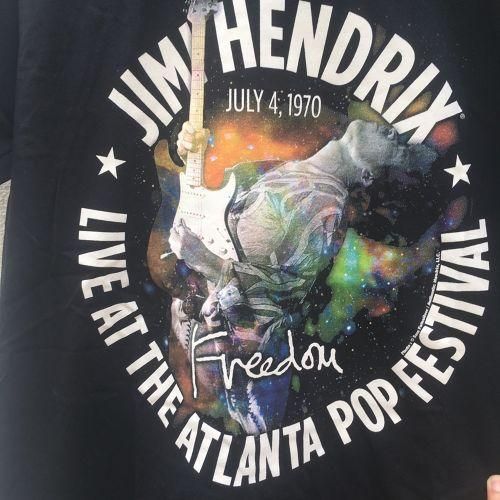 JIMI HENDRIX
JULY 4, 1970
Freedom
LIVE AT THE ATLANTA POP FESTIVAL